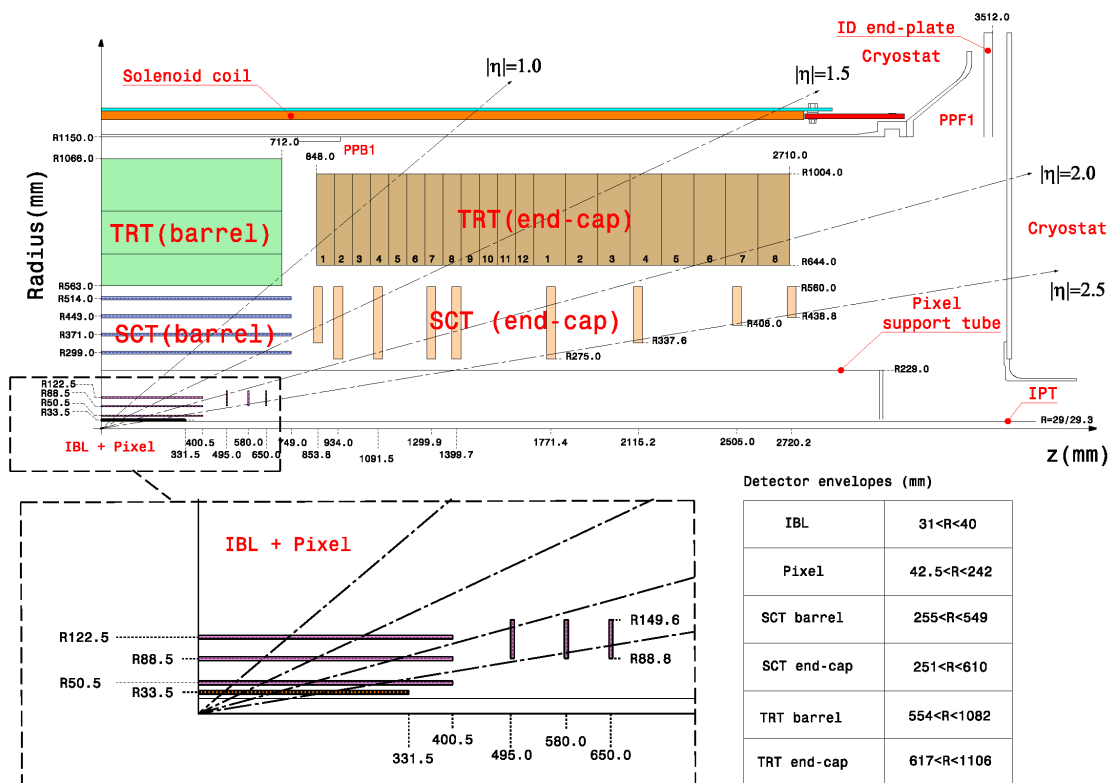 ID end-plate
3512.0
Cryostat
|η|=1.0
|η|=1.5
Solenoid coil
R1150.0
712.0
PPB1
PPF1
R1066.0
848.0
2710.0
R1004.0
|η|=2.0
Radius(mm)
TRT(barrel)
TRT(end-cap)
Cryostat
1 2 3 4 5 6 7 8 9 10 11 12 1 2 3 4 5 6 7 8
R644.0
R563.0
R560.0
|η|=2.5
R514.0
R443.0
SCT(barrel)
SCT (end-cap)
R438.8
Pixel
support tube
R406.0
R371.0
R337.6
R299.0
R275.0
R229.0
R122.5
R88.5
R50.5
R33.5
IPT
R=29/29.3
IBL + Pixel
400.5 580.0 749.0 934.0 1299.9 1771.4 2115.2 2505.0 2720.2
331.5 495.0 650.0 853.8 1091.5 1399.7
z(mm)
IBL + Pixel
R122.5
R149.6
R88.5
R88.8
R50.5
R33.5
400.5 580.0
331.5 495.0 650.0
Detector envelopes (mm)
IBL 31<R<40
Pixel 42.5<R<242
SCT barrel 255<R<549
SCT end-cap 251<R<610
TRT barrel 554<R<1082
TRT end-cap 617<R<1106